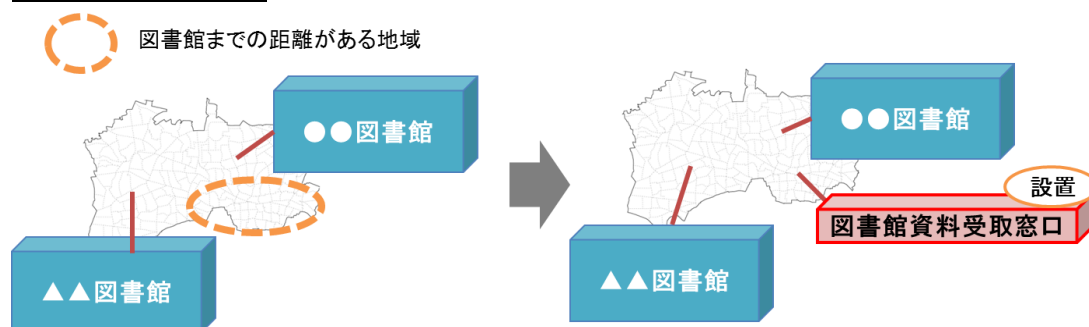 図書館までの距離がある地域
●●図書館
▲▲図書館
●●図書館
設置
図書館資料受取窓口
▲▲図書館